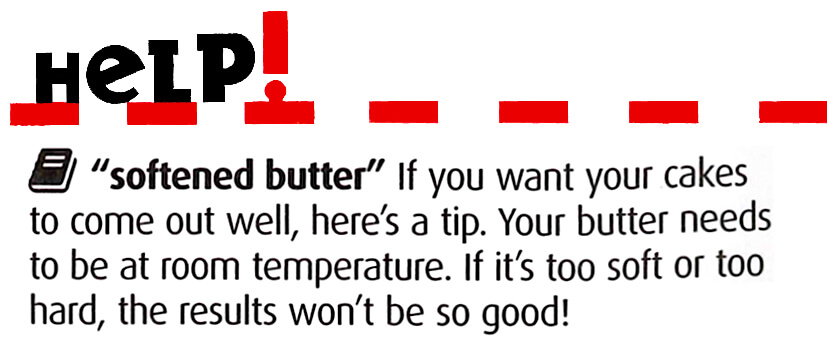 HeLP!
"softened butter" If you want your cakes
to come out well, here's a tip. Your butter needs
to be at room temperature. If it's too soft or too
hard, the results won't be so good!